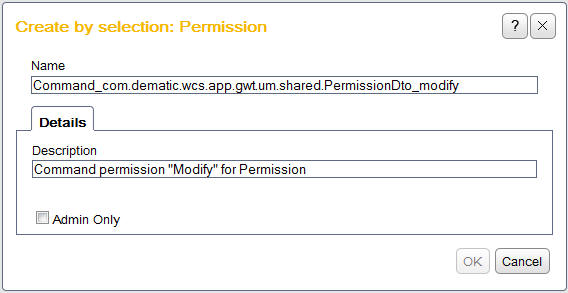 Create by selection: Permission
?
Name
Command_com.dematic.wcs.app.gwt.um.shared.PermissionDto_modify
Details
Description
Command permission "Modify" for Permission
Admin Only
OK Cancel